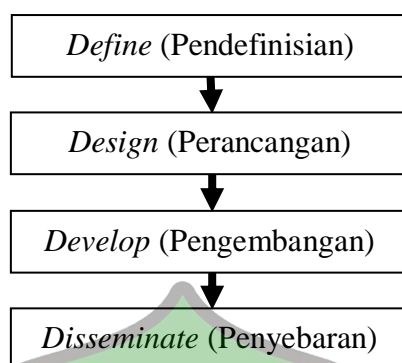 Define (Pendefinisian)
Design (Perancangan)
Develop (Pengembangan)
Disseminate (Penyebaran)